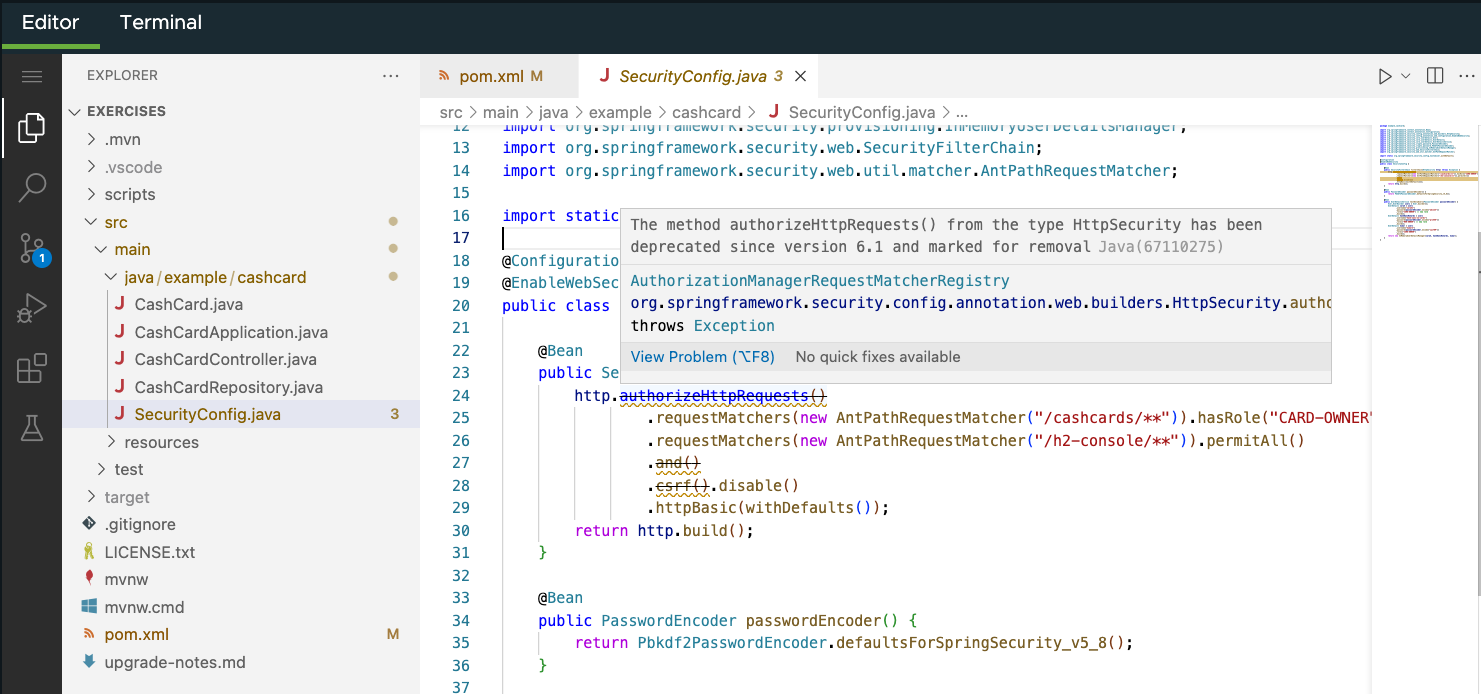 Editor Terminal
EXPLORER ...
EXERCISES
.mvn
.vscode
scripts
src
main
java/example/cashcard
CashCard.java
CashCardApplication.java
CashCardController.java
CashCardRepository.java
SecurityConfig.java 3
resources
test
target
.gitignore
LICENSE.txt
mvnw
mvnw.cmd
pom.xml M
upgrade-notes.md
1
pom.xml M SecurityConfig.java 3
src > main > java > example > cashcard > SecurityConfig.java > ...
12 import org.springframework.security.provisioning.InMemoryUserDetailsManager;
13 import org.springframework.security.web.SecurityFilterChain;
14 import org.springframework.security.web.util.matcher.AntPathRequestMatcher;
15
16 import static
17
18 @Configuratio
19 @EnableWebSec
20 public class
21
22 @Bean
23 public Se
The method authorizeHttpRequests() from the type HttpSecurity has been
deprecated since version 6.1 and marked for removal Java(67110275)
AuthorizationManagerRequestMatcherRegistry
org.springframework.security.config.annotation.web.builders.HttpSecurity.autho
throws Exception
View Problem (⌥F8) No quick fixes available
24 http.authorizeHttpRequests()
25 .requestMatchers(new AntPathRequestMatcher("/cashcards/**")).hasRole("CARD-OWNER"
26 .requestMatchers(new AntPathRequestMatcher("/h2-console/**")).permitAll()
27 .and()
28 .csrf().disable()
29 .httpBasic(withDefaults());
30 return http.build();
31 }
32
33 @Bean
34 public PasswordEncoder passwordEncoder() {
35 return Pbkdf2PasswordEncoder.defaultsForSpringSecurity_v5_8();
36 }
37